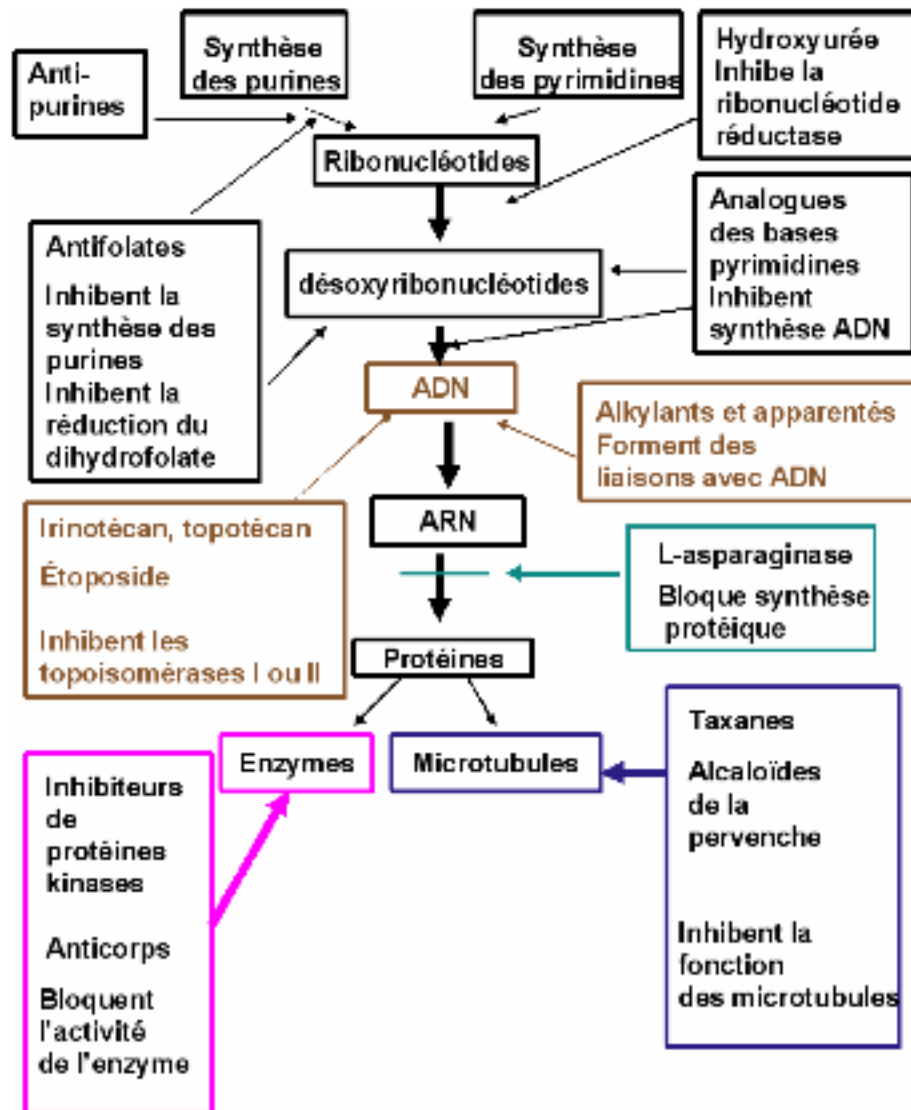 Synthèse
des purines
Synthèse
des pyrimidines
Hydroxyurée
Inhibe la
ribonucléotide
réductase
Anti-
purines
Ribonucléotides
Analogues
des bases
pyrimidines
Inhibent
synthèse ADN
Antifolates
Inhibent la
synthèse des
purines
Inhibent la
réduction du
dihydrofolate
désoxyribonucléotides
ADN
Alkylants et apparentés
Forment des
liaisons avec ADN
Irinotécan, topotécan
Étoposide
Inhibent les
topoisomérases I ou II
ARN
L-asparaginase
Bloque synthèse
protéique
Protéines
Enzymes
Microtubules
Taxanes
Alcaloïdes
de la
pervenche
Inhibent la
fonction
des microtubules
Inhibiteurs
de
protéines
kinases
Anticorps
Bloquent
l'activité
de l'enzyme